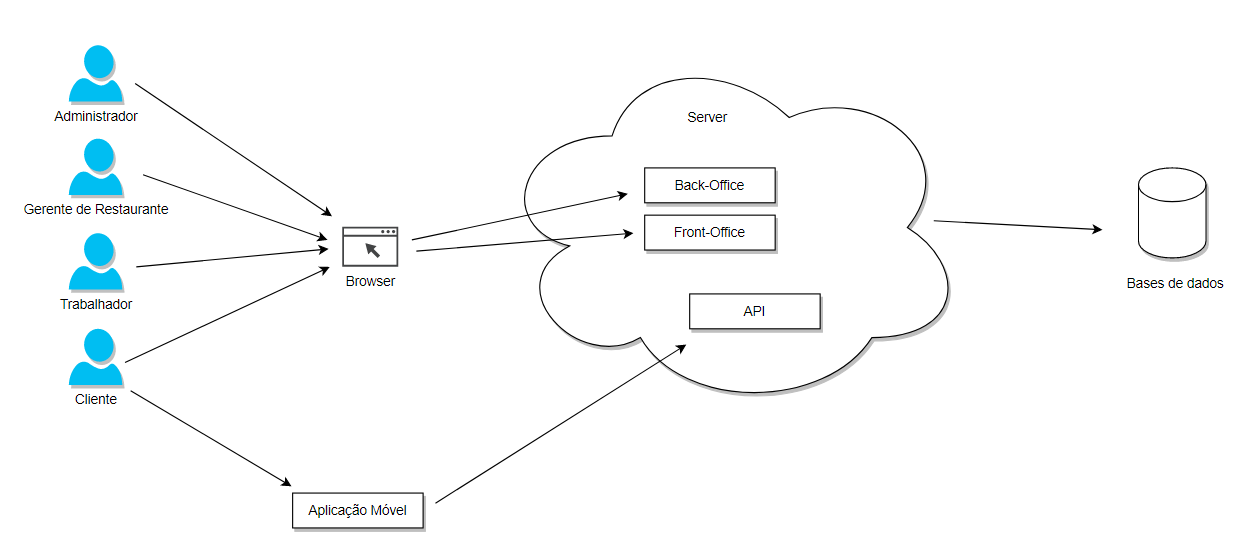 Administrador
Gerente de Restaurante
Trabalhador
Cliente
Browser
Aplicação Móvel
Server
Back-Office
Front-Office
API
Bases de dados